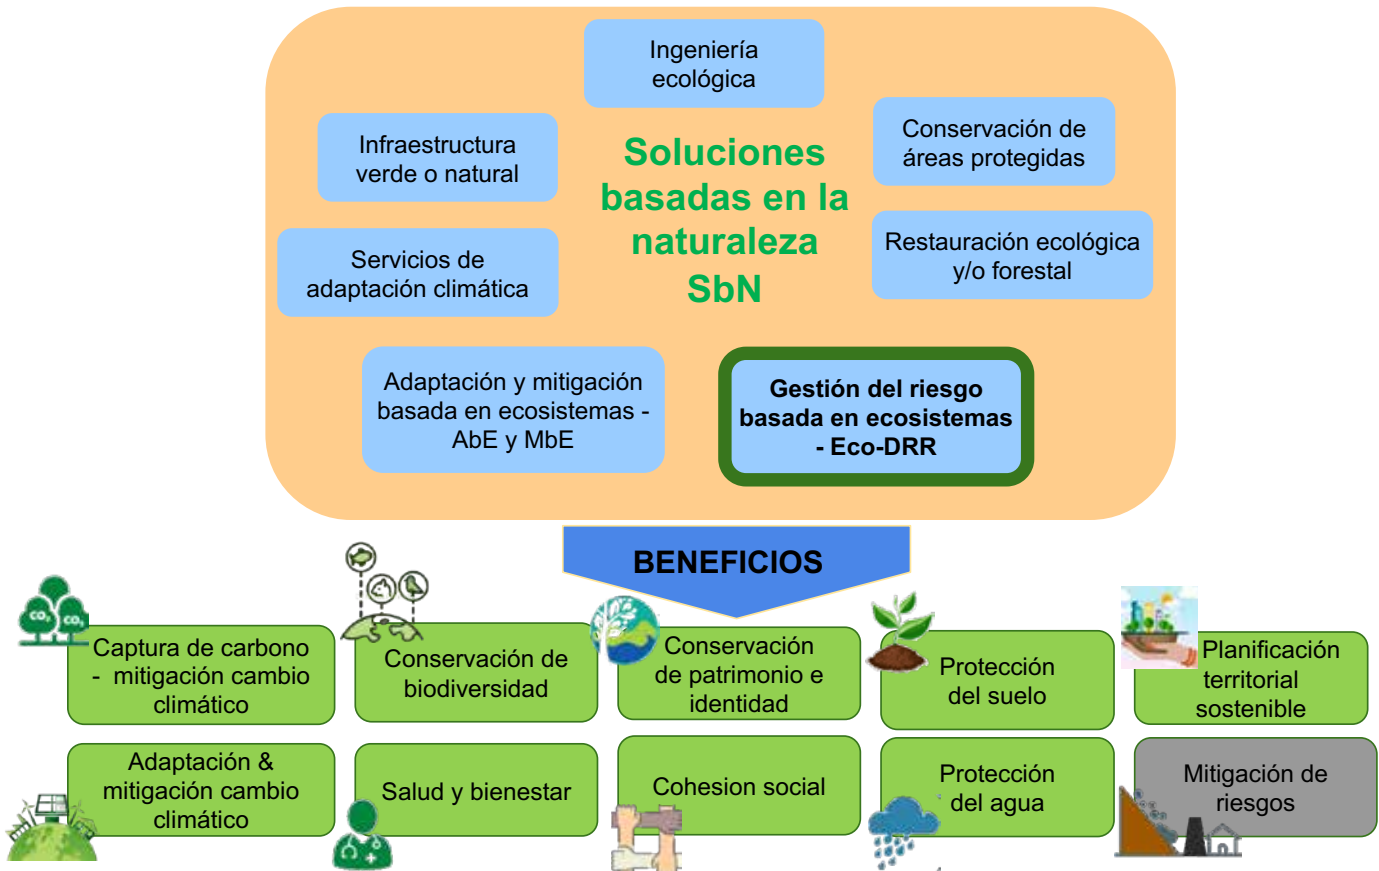 Ingeniería
ecológica
Infraestructura
verde o natural
Soluciones
basadas en la
naturaleza
SbN
Conservación de
áreas protegidas
Servicios de
adaptación climática
Restauración ecológica
y/o forestal
Adaptación y mitigación
basada en ecosistemas -
AbE y MbE
Gestión del riesgo
basada en ecosistemas
- Eco-DRR
BENEFICIOS
CO₂ CO₂
Captura de carbono
- mitigación cambio
climático
Conservación de
biodiversidad
Conservación
de patrimonio e
identidad
Protección
del suelo
Planificación
territorial
sostenible
Adaptación &
mitigación cambio
climático
Salud y bienestar
Cohesion social
Protección
del agua
Mitigación de
riesgos